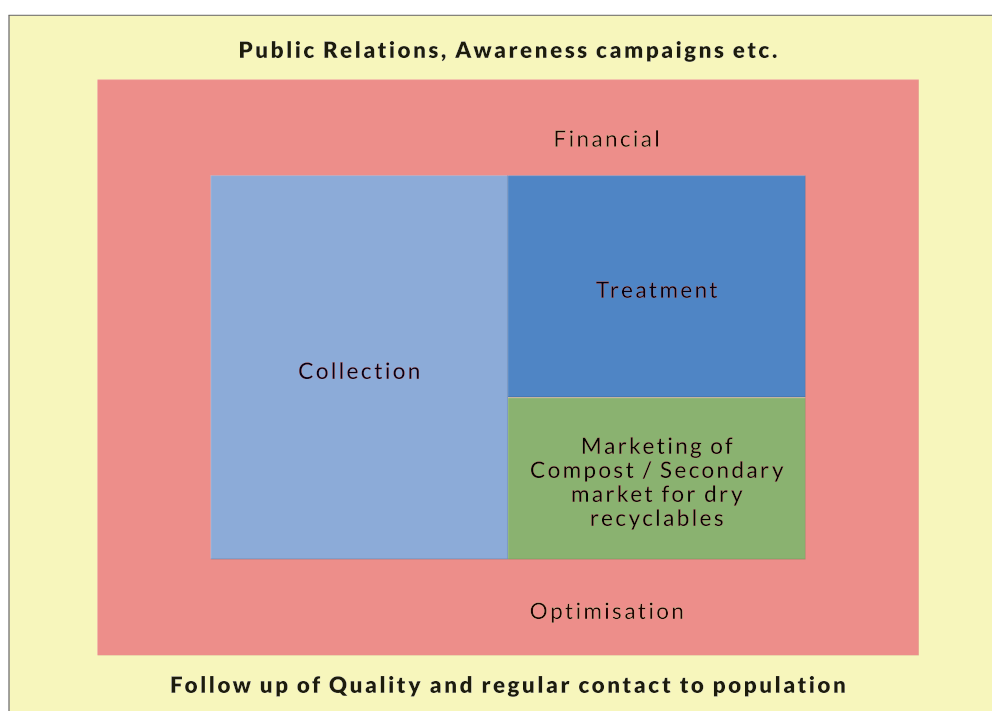 Public Relations, Awareness campaigns etc.
Financial
Collection
Treatment
Marketing of
Compost / Secondary
market for dry
recyclables
Optimisation
Follow up of Quality and regular contact to population